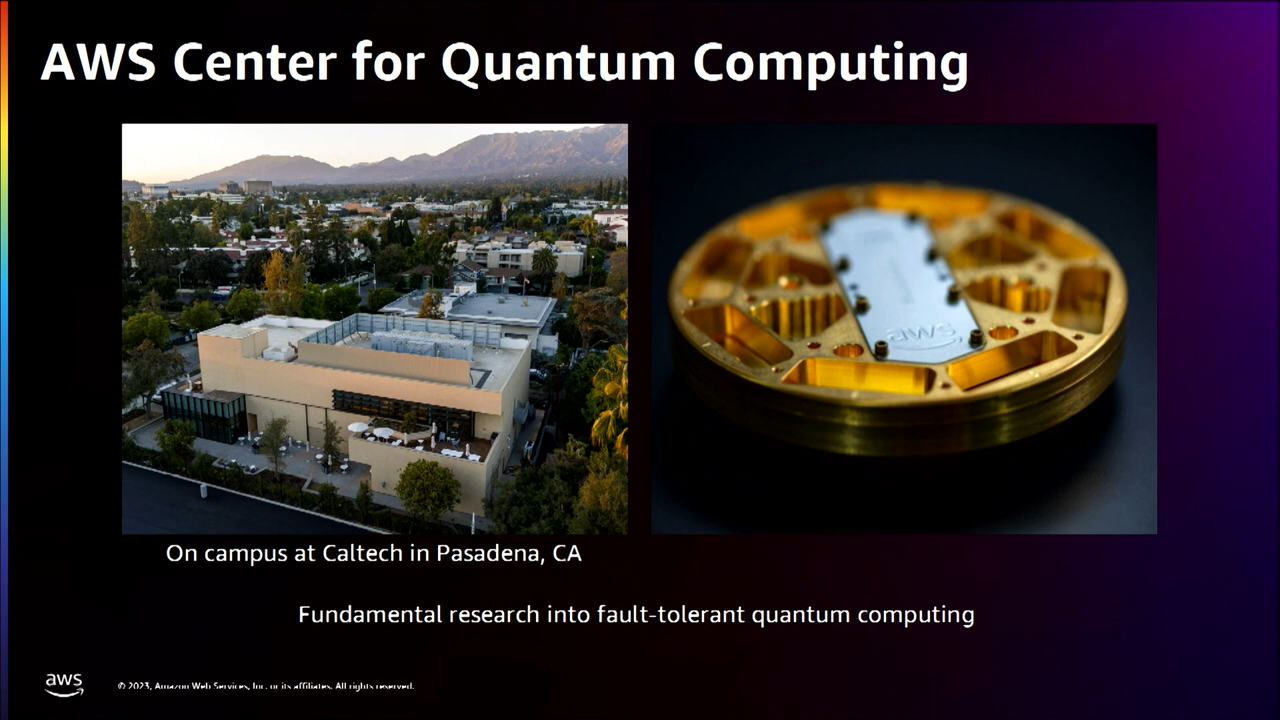 AWS Center for Quantum Computing
aws
On campus at Caltech in Pasadena, CA
Fundamental research into fault-tolerant quantum computing
aws
© 2023, Amazon Web Services, Inc. or its affiliates. All rights reserved.